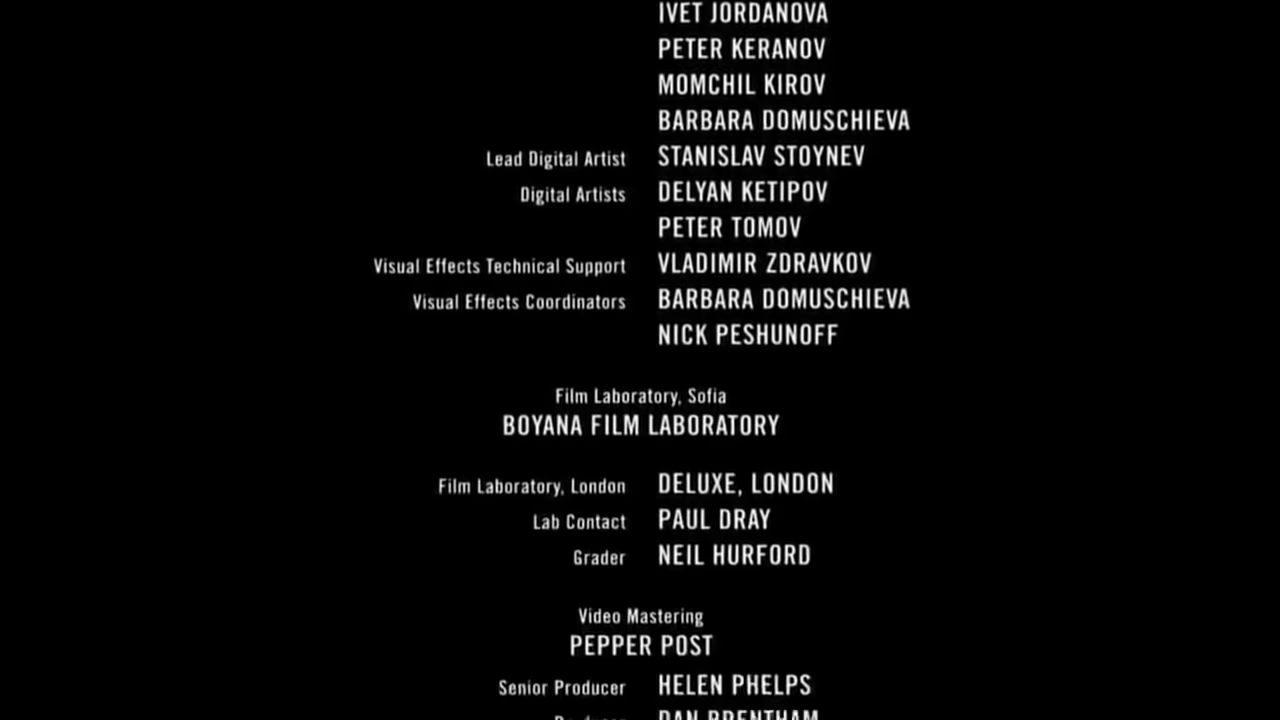 IVET JORDANOVA
PETER KERANOV
MOMCHIL KIROV
BARBARA DOMUSCHIEVA
Lead Digital Artist STANISLAV STOYNEV
Digital Artists DELYAN KETIPOV
PETER TOMOV
Visual Effects Technical Support VLADIMIR ZDRAVKOV
Visual Effects Coordinators BARBARA DOMUSCHIEVA
NICK PESHUNOFF
Film Laboratory, Sofia
BOYANA FILM LABORATORY
Film Laboratory, London DELUXE, LONDON
Lab Contact PAUL DRAY
Grader NEIL HURFORD
Video Mastering
PEPPER POST
Senior Producer HELEN PHELPS
Producer DAN BRENTHAM